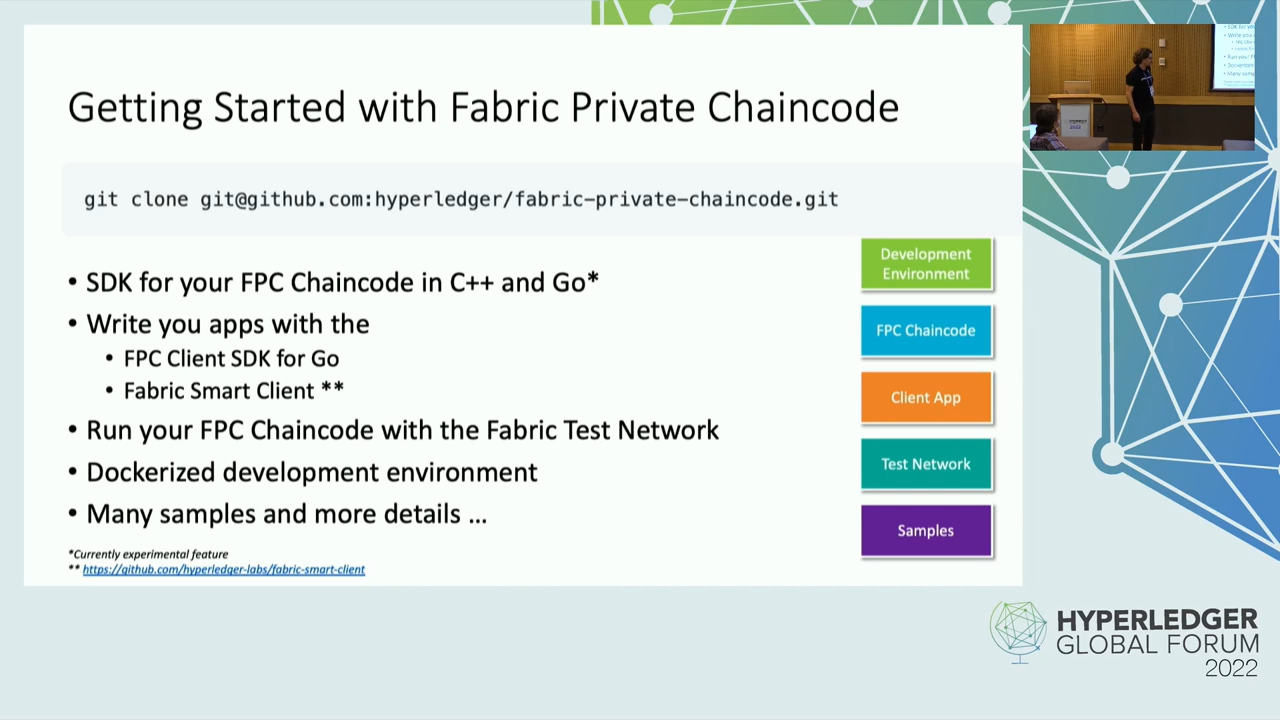 Getting Started with Fabric Private Chaincode
git clone git@github.com:hyperledger/fabric-private-chaincode.git
• SDK for your FPC Chaincode in C++ and Go*
• Write you apps with the
• FPC Client SDK for Go
• Fabric Smart Client **
• Run your FPC Chaincode with the Fabric Test Network
• Dockerized development environment
• Many samples and more details ...
*Currently experimental feature
** https://github.com/hyperledger-labs/fabric-smart-client
Development
Environment
FPC Chaincode
Client App
Test Network
Samples
HYPERLEDGER
GLOBAL FORUM
2022